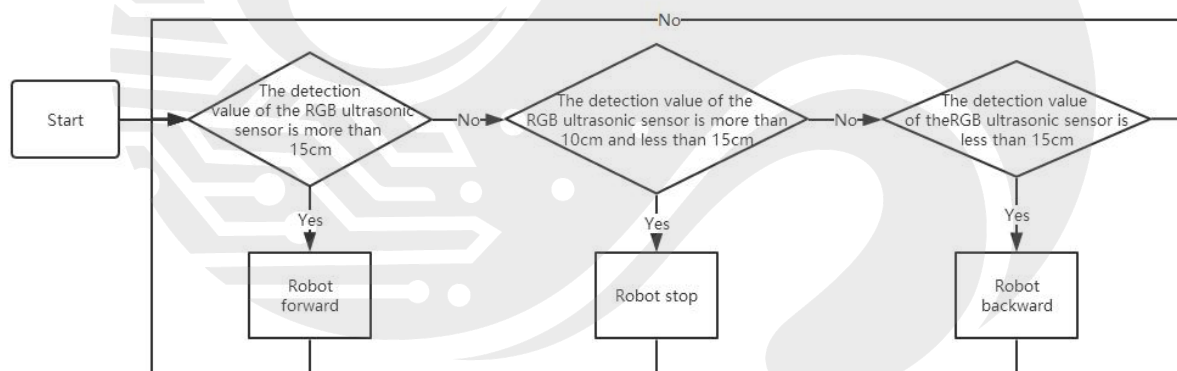 No
Start
The detection
value of the RGB ultrasonic
sensor is more than
15cm
No
The detection value of the
RGB ultrasonic sensor is more than
10cm and less than 15cm
No
The detection value
of theRGB ultrasonic sensor is
less than 15cm
Yes
Yes
Yes
Robot
forward
Robot stop
Robot
backward